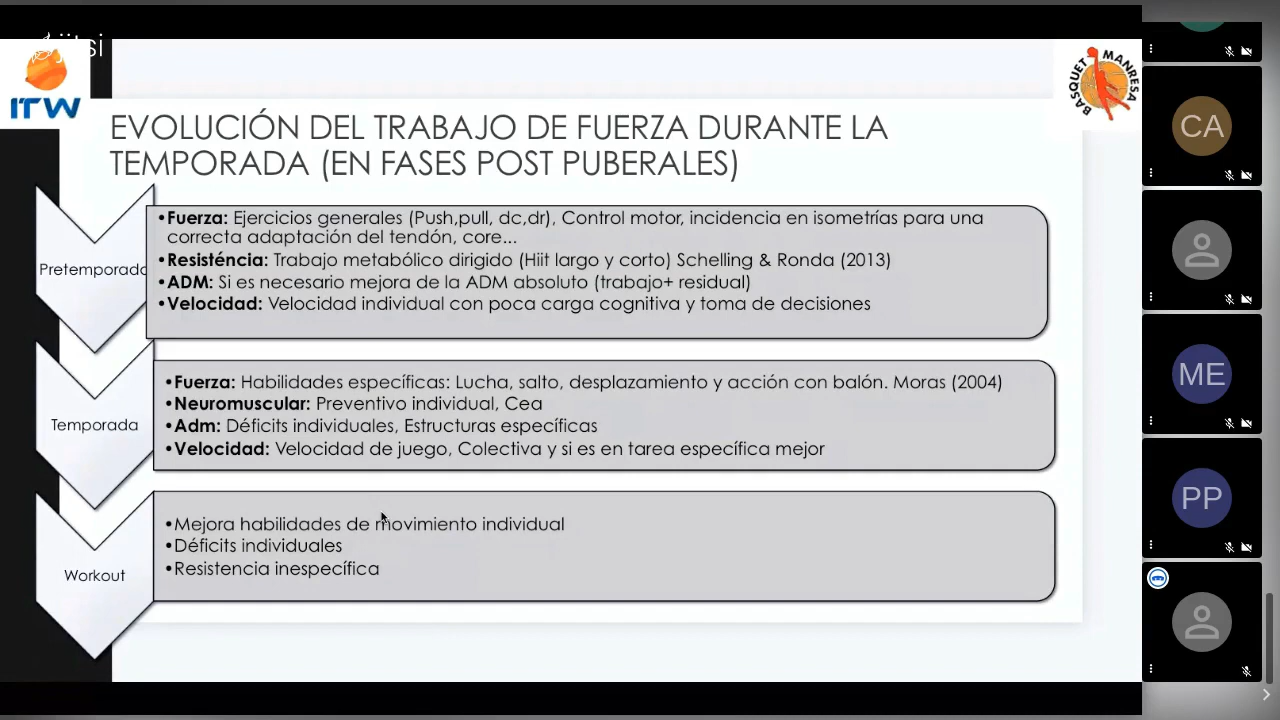 jitsi
ITW
BASQUET MANRESA
EVOLUCIÓN DEL TRABAJO DE FUERZA DURANTE LA
TEMPORADA (EN FASES POST PUBERALES)
Pretemporada
•Fuerza: Ejercicios generales (Push,pull, dc,dr), Control motor, incidencia en isometrías para una
correcta adaptación del tendón, core...
•Resisténcia: Trabajo metabólico dirigido (Hiit largo y corto) Schelling & Ronda (2013)
•ADM: Si es necesario mejora de la ADM absoluto (trabajo+ residual)
•Velocidad: Velocidad individual con poca carga cognitiva y toma de decisiones
Temporada
•Fuerza: Habilidades específicas: Lucha, salto, desplazamiento y acción con balón. Moras (2004)
•Neuromuscular: Preventivo individual, Cea
•Adm: Déficits individuales, Estructuras específicas
•Velocidad: Velocidad de juego, Colectiva y si es en tarea específica mejor
Workout
•Mejora habilidades de movimiento individual
•Déficits individuales
•Resistencia inespecífica
CA
ME
PP